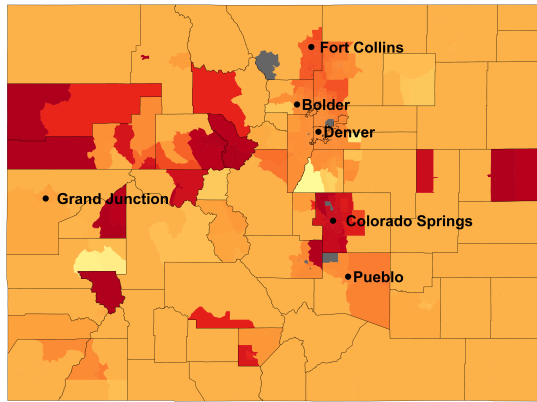 Fort Collins
Bolder
Denver
Grand Junction
Colorado Springs
Pueblo